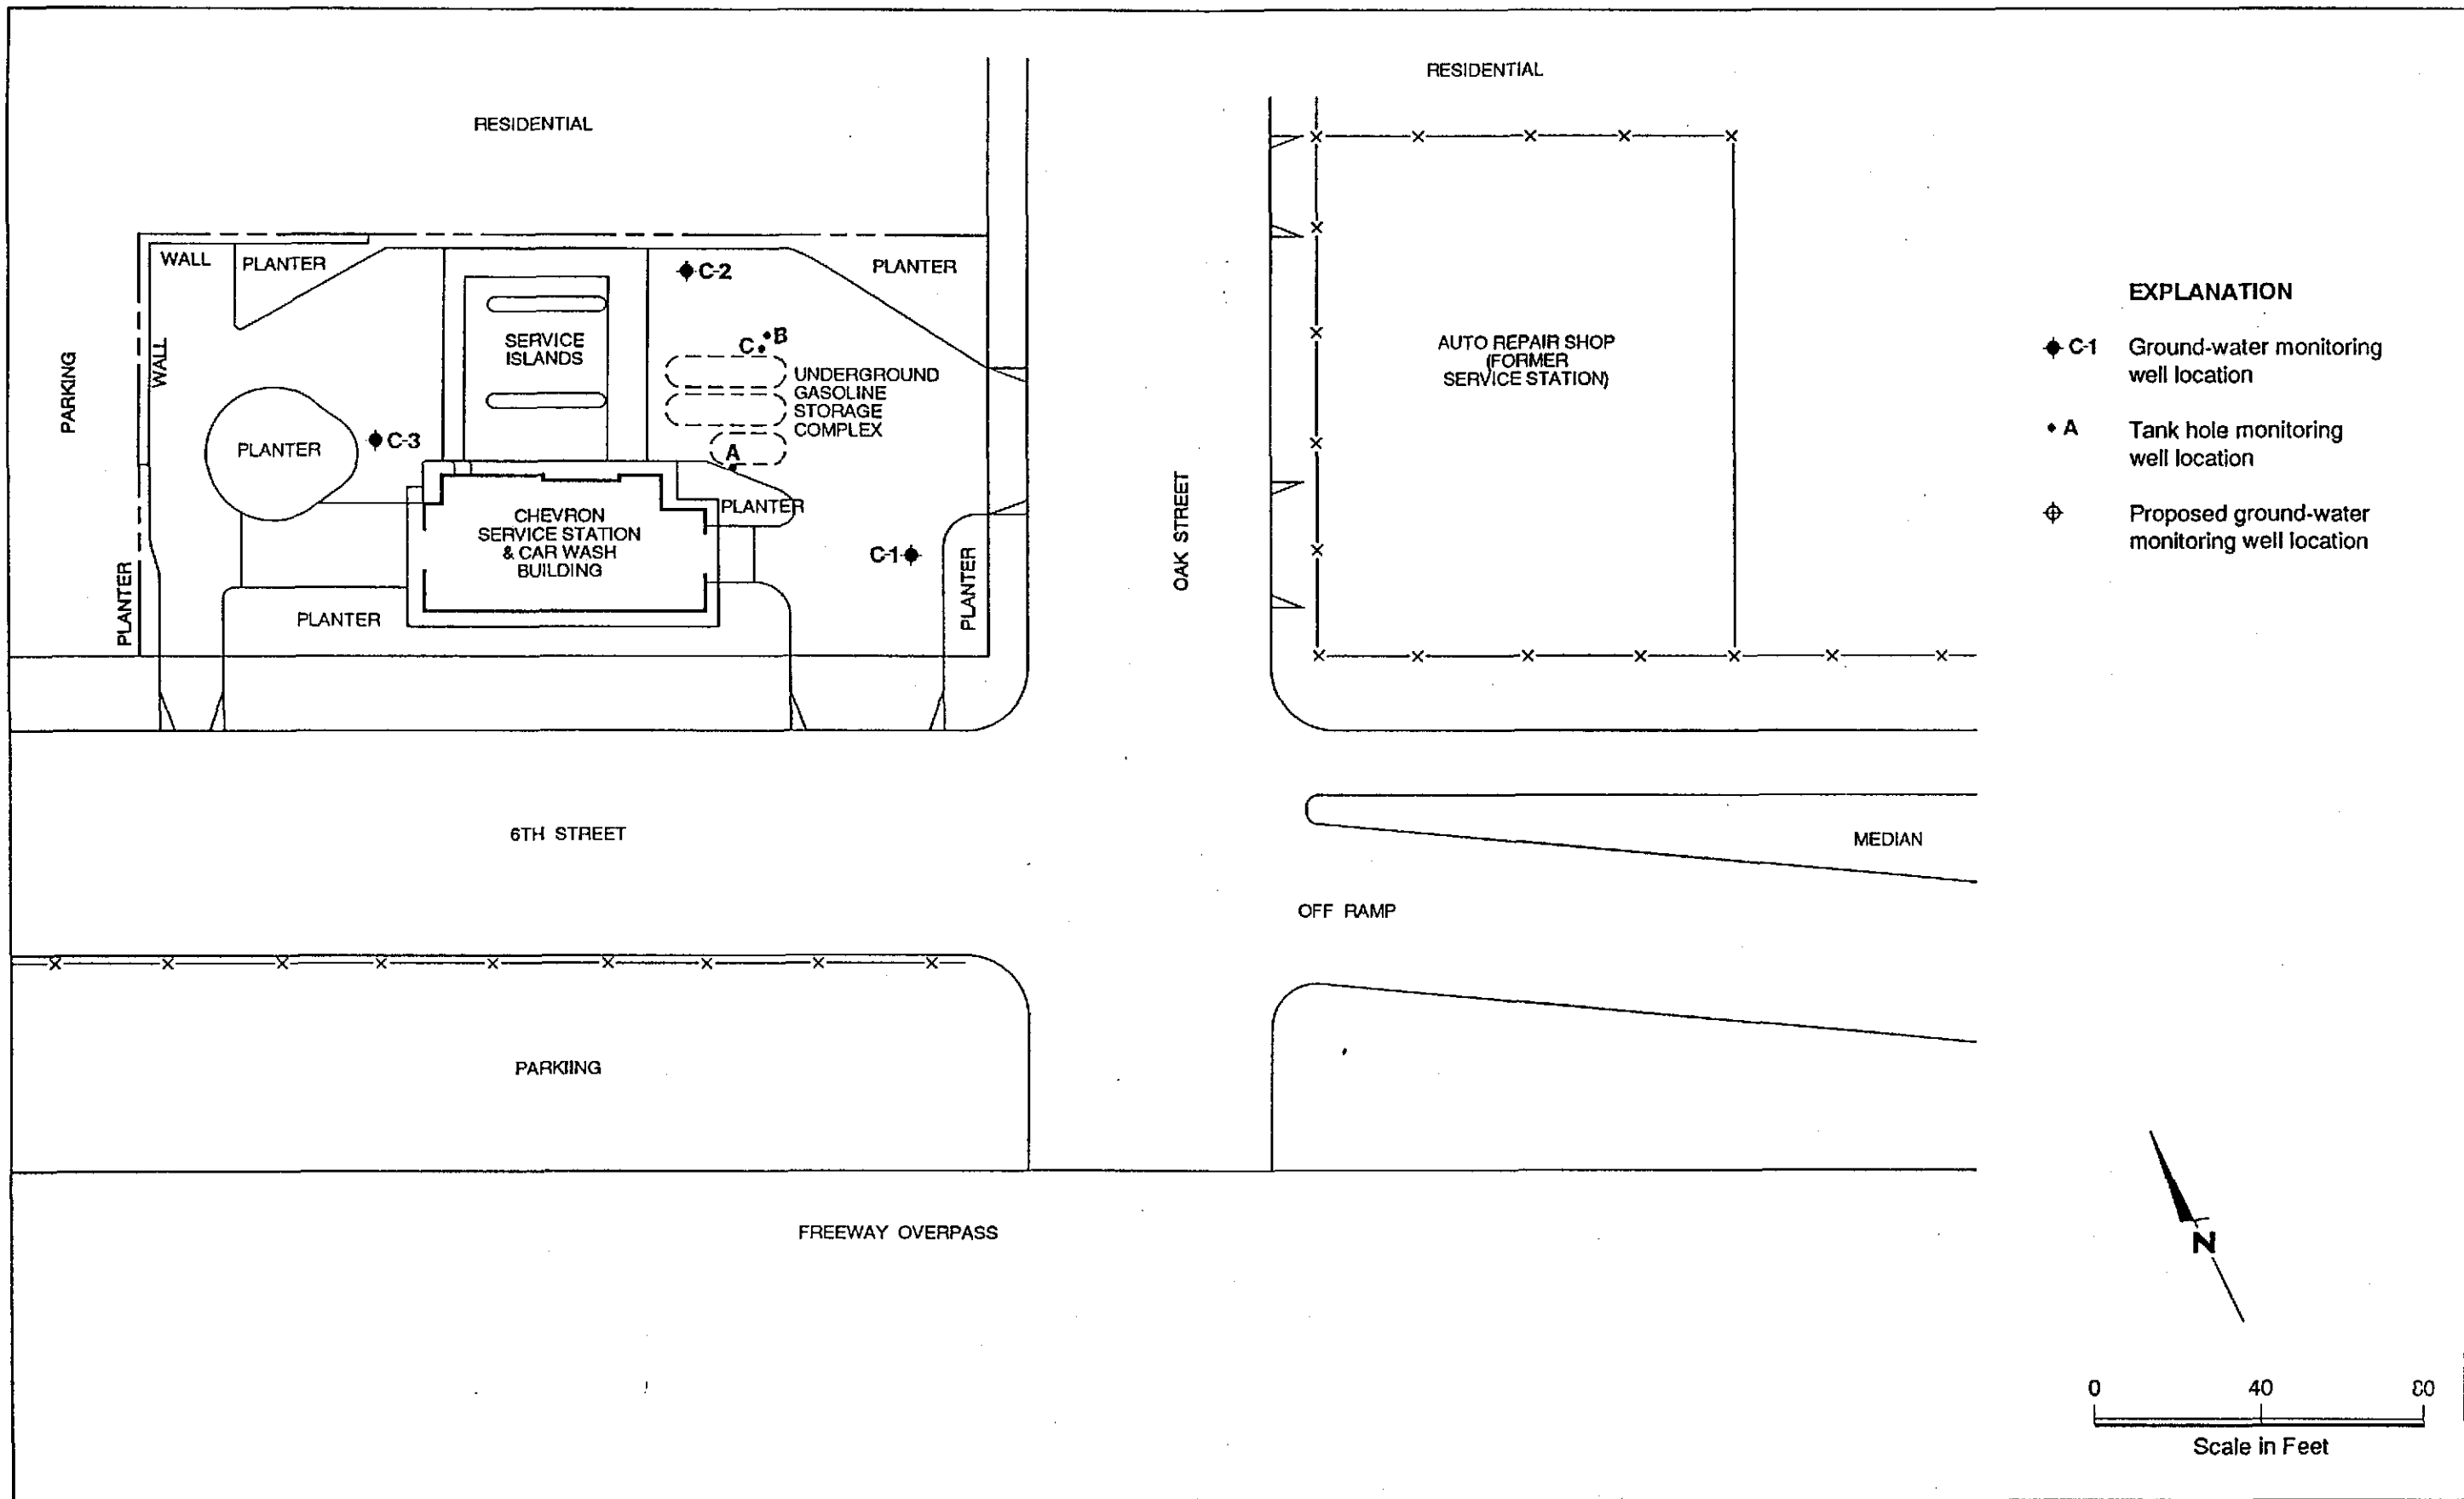 RESIDENTIAL
RESIDENTIAL
WALL
PLANTER
C-2
PLANTER
B
C
SERVICE
ISLANDS
UNDERGROUND
GASOLINE
STORAGE
COMPLEX
A
PARKING
WALL
PLANTER
C-3
PLANTER
CHEVRON
SERVICE STATION
& CAR WASH
BUILDING
C-1
PLANTER
PLANTER
PLANTER
OAK STREET
AUTO REPAIR SHOP
(FORMER
SERVICE STATION)
EXPLANATION
C-1 Ground-water monitoring
well location
A Tank hole monitoring
well location
Proposed ground-water
monitoring well location
6TH STREET
MEDIAN
OFF RAMP
PARKIING
FREEWAY OVERPASS
N
0 40 80
Scale in Feet